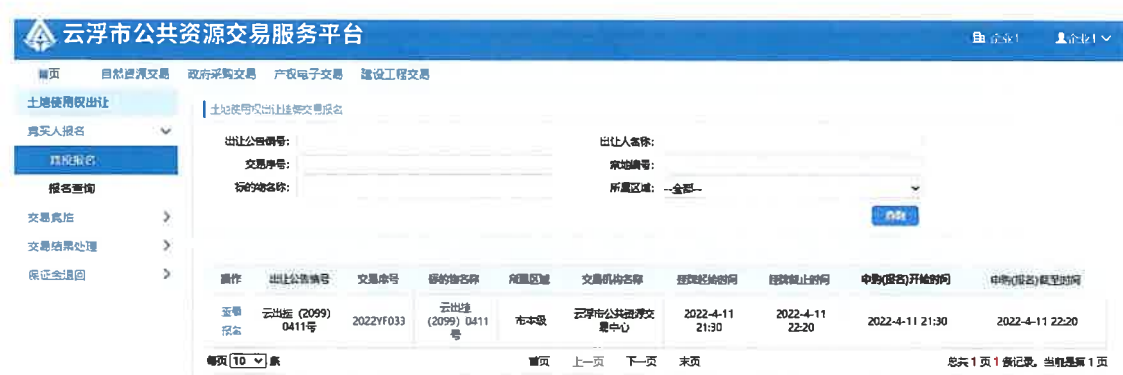 云浮市公共资源交易服务平台
企业1 企业1
首页 自然资源交易 政府采购交易 产权电子交易 建设工程交易
土地使用权出让
竞买人报名
我要报名
报名查询
交易竞价
交易结果处理
保证金退回
土地使用权出让挂牌交易报名
出让公告编号: 出让人名称:
交易序号: 宗地编号:
标的物名称: 所属区域: --全部--
查询
操作 出让公告编号 交易序号 标的物名称 所属区域 交易机构名称 挂牌起始时间 挂牌截止时间 申购(报名)开始时间 申购(报名)截至时间
查看 报名 云出挂 (2099) 0411号 2022YF033 云出挂 (2099) 0411号 市本级 云浮市公共资源交易中心 2022-4-11 21:30 2022-4-11 22:20 2022-4-11 21:30 2022-4-11 22:20
每页 10 条 首页 上一页 下一页 末页 总共 1 页 1 条记录, 当前是第 1 页